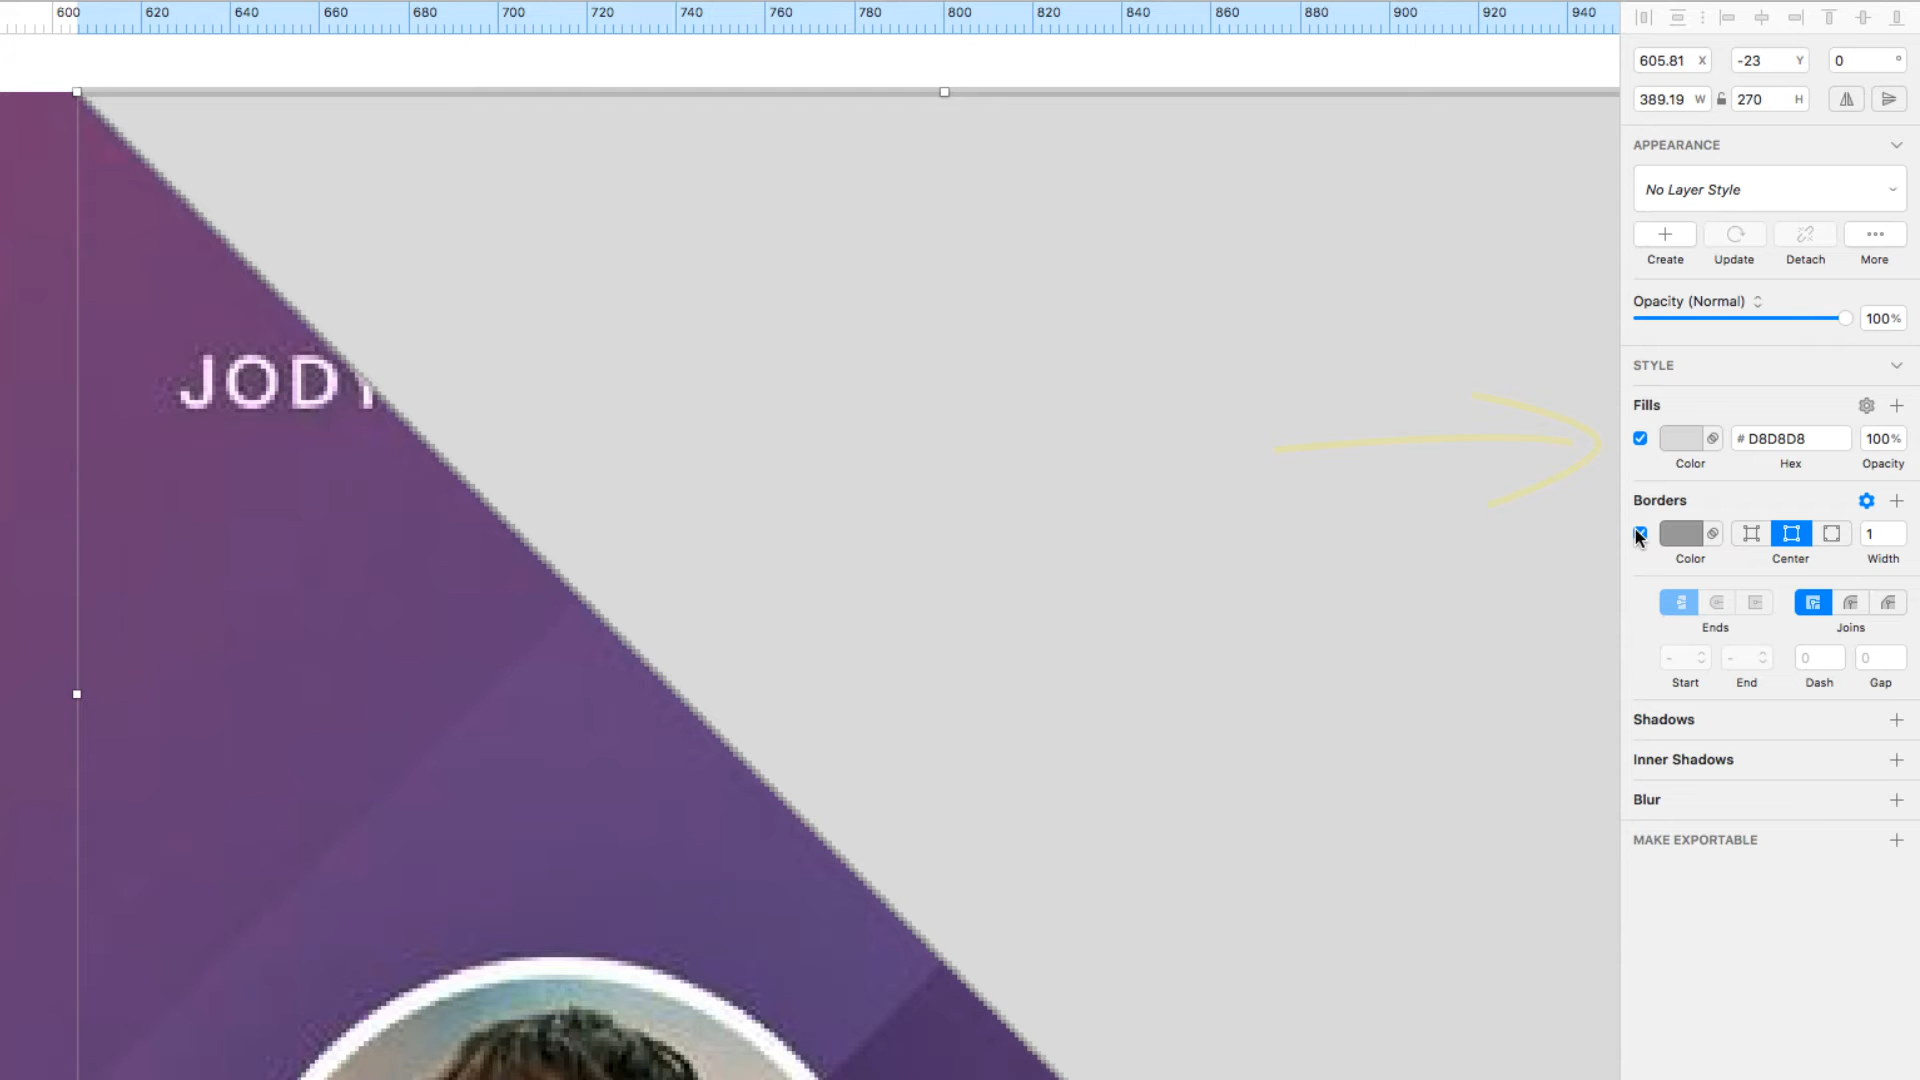 600 620 640 660 680 700 720 740 760 780 800 820 840 860 880 900 920 940
605.81 X -23 Y 0 °
389.19 W 270 H
APPEARANCE
No Layer Style
Create Update Detach More
Opacity (Normal)
100%
STYLE
Fills
# D8D8D8 100%
Color Hex Opacity
Borders
1
Color Center Width
Ends Joins
- - 0 0
Start End Dash Gap
Shadows
Inner Shadows
Blur
MAKE EXPORTABLE
JODY